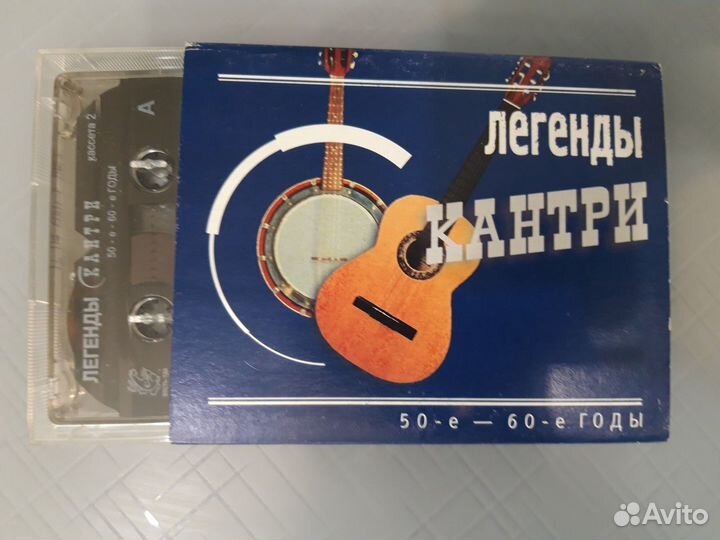 ЛЕГЕНДЫ
КАНТРИ
50-е — 60-е ГОДЫ
ЛЕГЕНДЫ КАНТРИ
50-е-60-е ГОДЫ
кассета 2
A
Avito